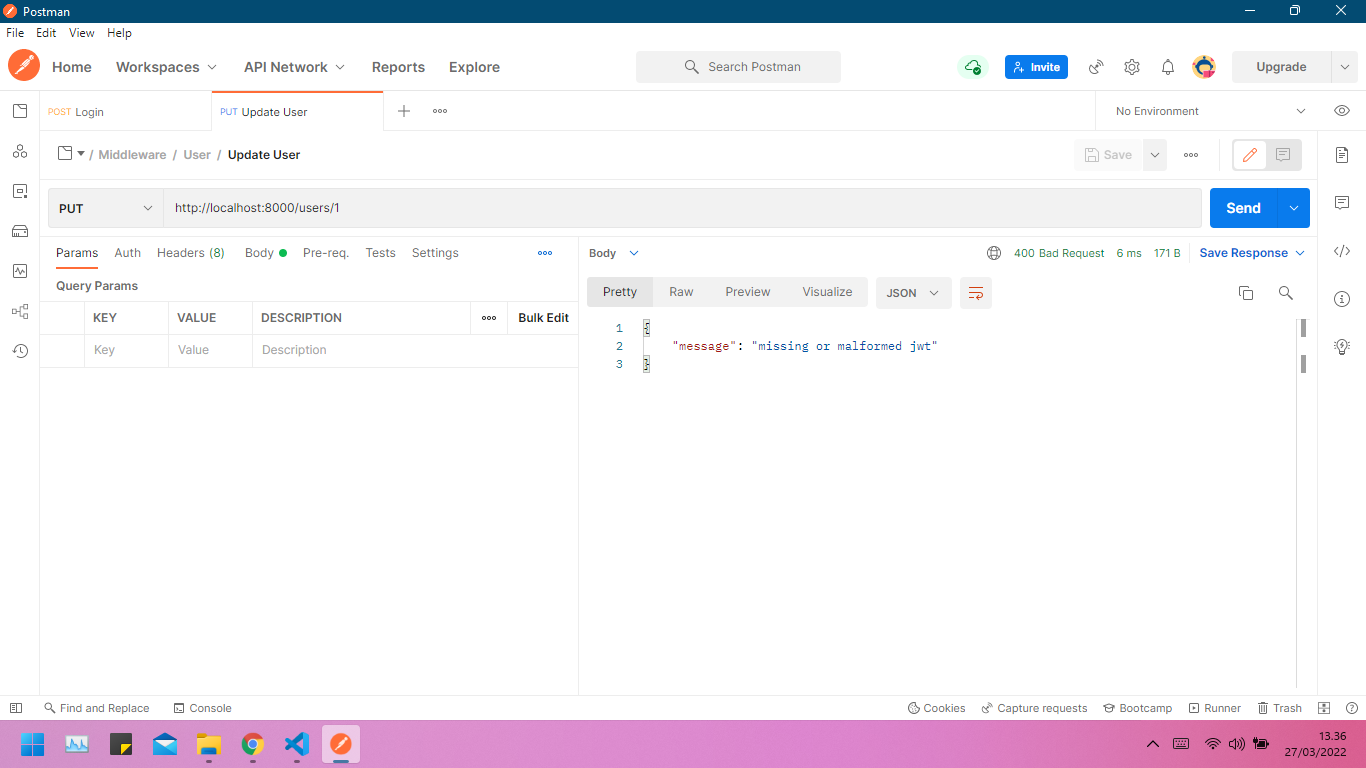 Postman
File Edit View Help
Home Workspaces API Network Reports Explore Search Postman Invite Upgrade
POST Login PUT Update User No Environment
/ Middleware / User / Update User Save
PUT http://localhost:8000/users/1 Send
Params Auth Headers (8) Body Pre-req. Tests Settings
Body 400 Bad Request 6 ms 171 B Save Response
Query Params
Pretty Raw Preview Visualize JSON
KEY VALUE DESCRIPTION Bulk Edit
Key Value Description
1 {
2 "message": "missing or malformed jwt"
3 }
Find and Replace Console Cookies Capture requests Bootcamp Runner Trash
13.36
27/03/2022